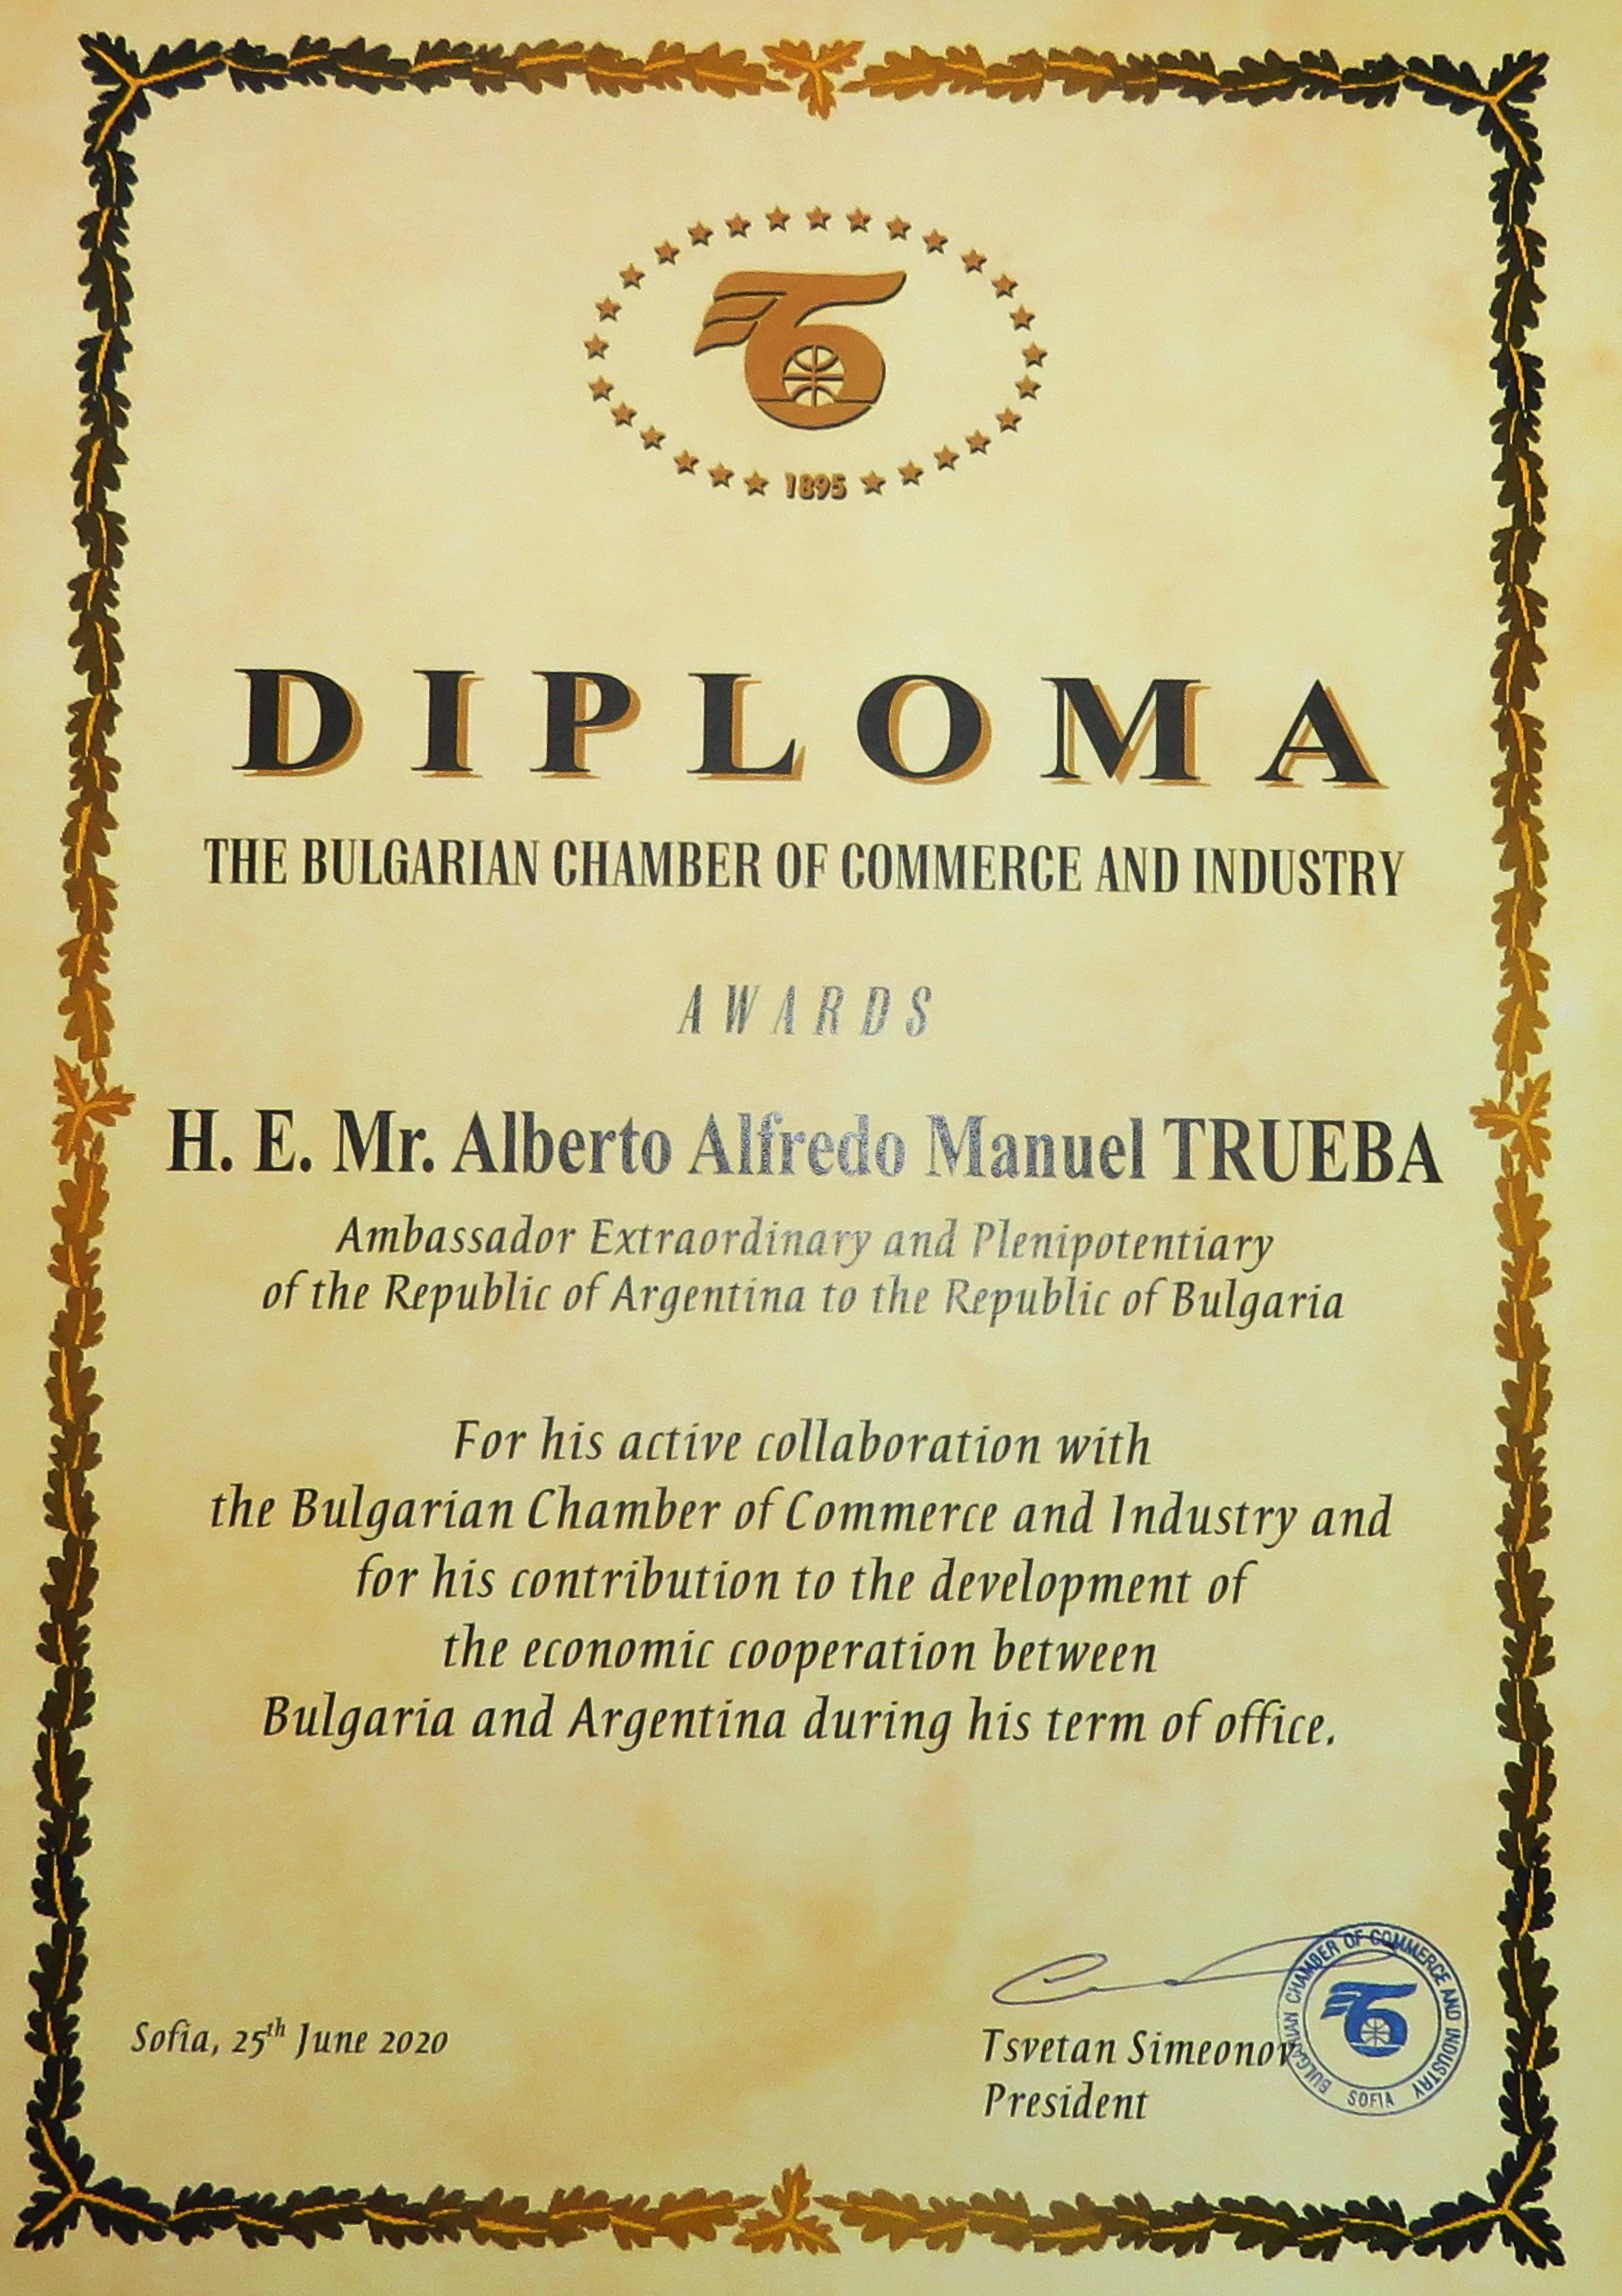 1895
DIPLOMA
THE BULGARIAN CHAMBER OF COMMERCE AND INDUSTRY
AWARDS
H. E. Mr. Alberto Alfredo Manuel TRUEBA
Ambassador Extraordinary and Plenipotentiary
of the Republic of Argentina to the Republic of Bulgaria
For his active collaboration with
the Bulgarian Chamber of Commerce and Industry and
for his contribution to the development of
the economic cooperation between
Bulgaria and Argentina during his term of office.
Sofia, 25th June 2020
Tsvetan Simeonov
President
BULGARIAN CHAMBER OF COMMERCE AND INDUSTRY
SOFIA